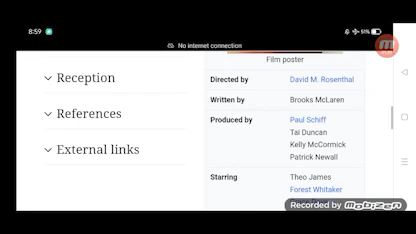 8:59
51%
No internet connection
Film poster
Reception
References
External links
Directed by David M. Rosenthal
Written by Brooks McLaren
Produced by Paul Schiff
Tai Duncan
Kelly McCormick
Patrick Newall
Starring Theo James
Forest Whitaker
Recorded by Mobizen